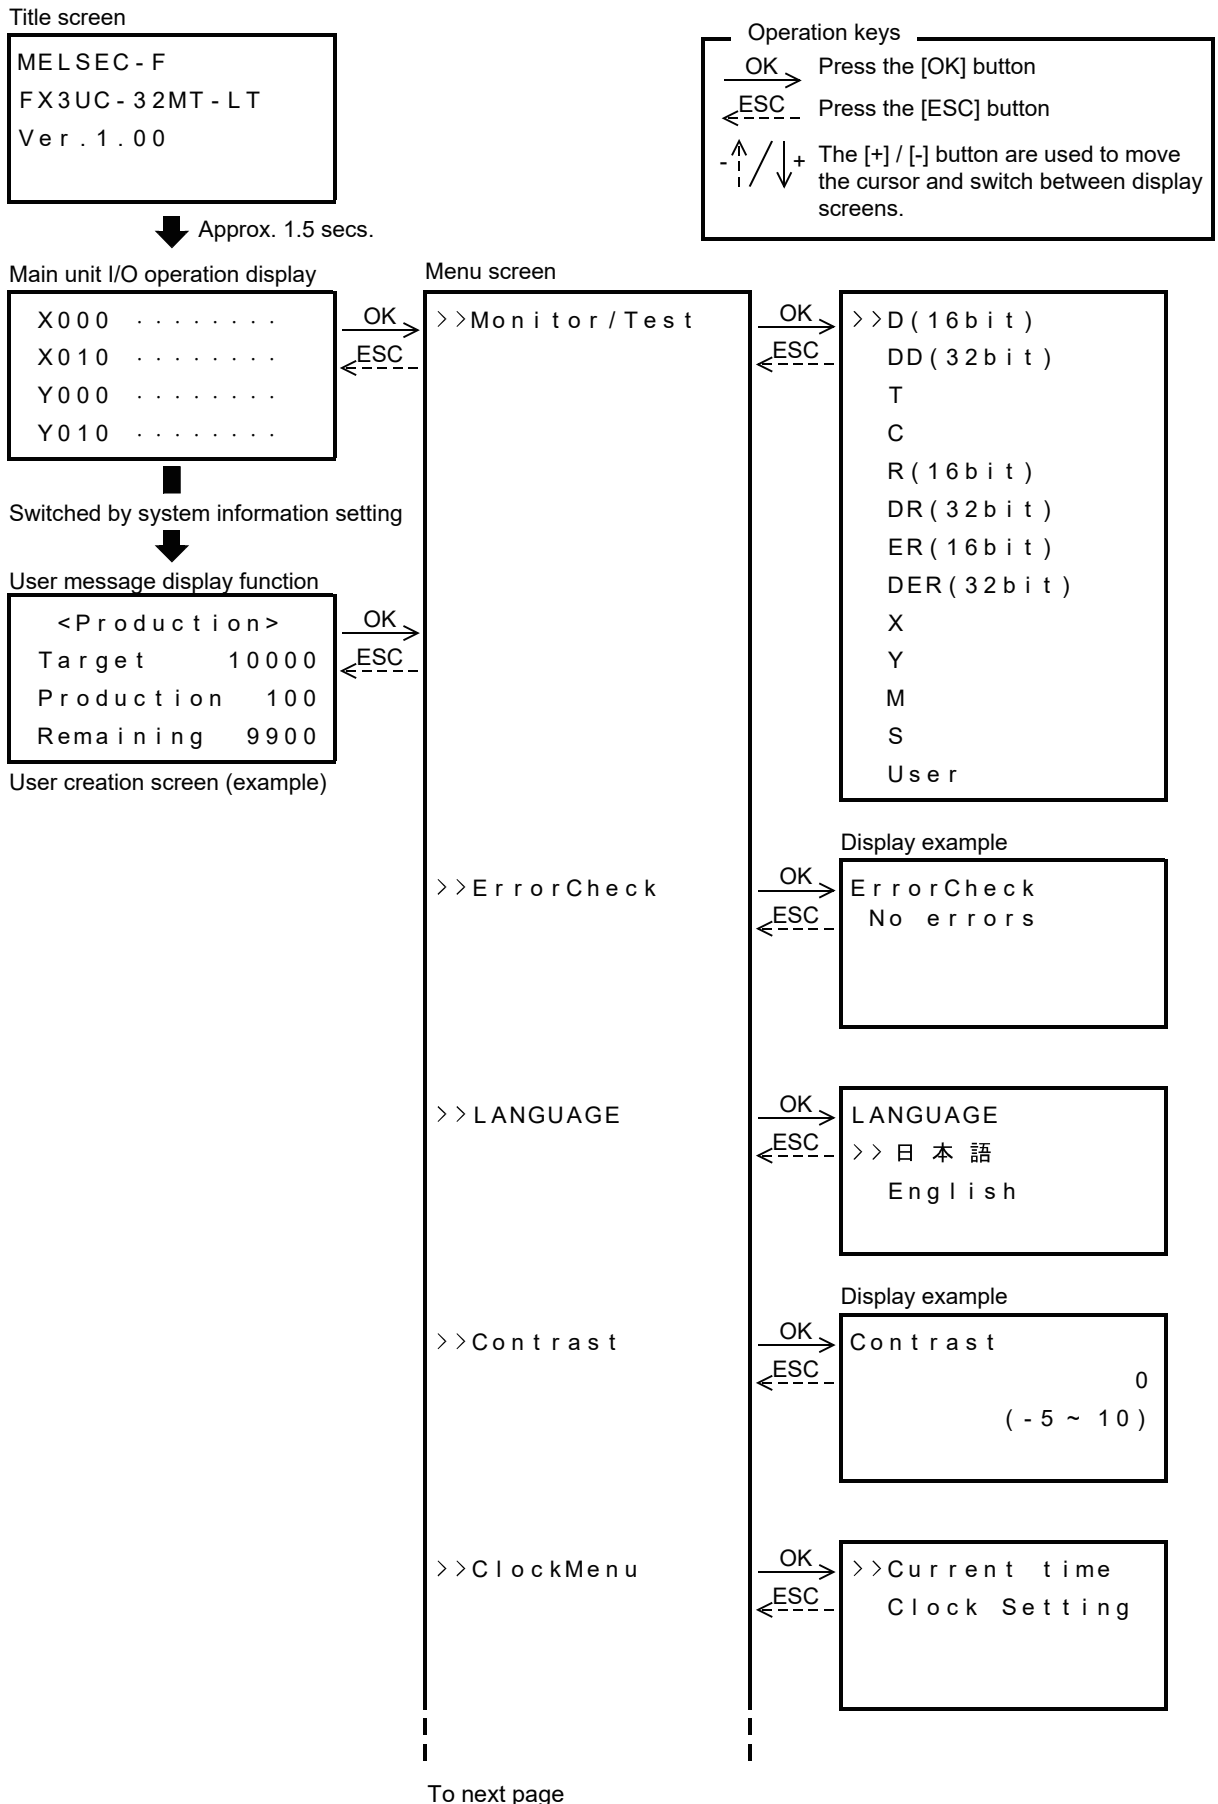 Title screen
MELSEC-F
FX3UC-32MT-LT
Ver.1.00
Approx. 1.5 secs.
Operation keys
OK Press the [OK] button
ESC Press the [ESC] button
- / + The [+] / [-] button are used to move
the cursor and switch between display
screens.
Main unit I/O operation display
X000 ........
X010 ........
Y000 ........
Y010 ........
OK
ESC
Switched by system information setting
User message display function
<Production>
Target 10000
Production 100
Remaining 9900
User creation screen (example)
OK
ESC
Menu screen
>>Monitor/Test
OK
ESC
>>D(16bit)
DD(32bit)
T
C
R(16bit)
DR(32bit)
ER(16bit)
DER(32bit)
X
Y
M
S
User
>>ErrorCheck
OK
ESC
Display example
ErrorCheck
No errors
>>LANGUAGE
OK
ESC
LANGUAGE
>>日本語
English
>>Contrast
OK
ESC
Display example
Contrast
0
(-5~10)
>>ClockMenu
OK
ESC
>>Current time
Clock Setting
To next page